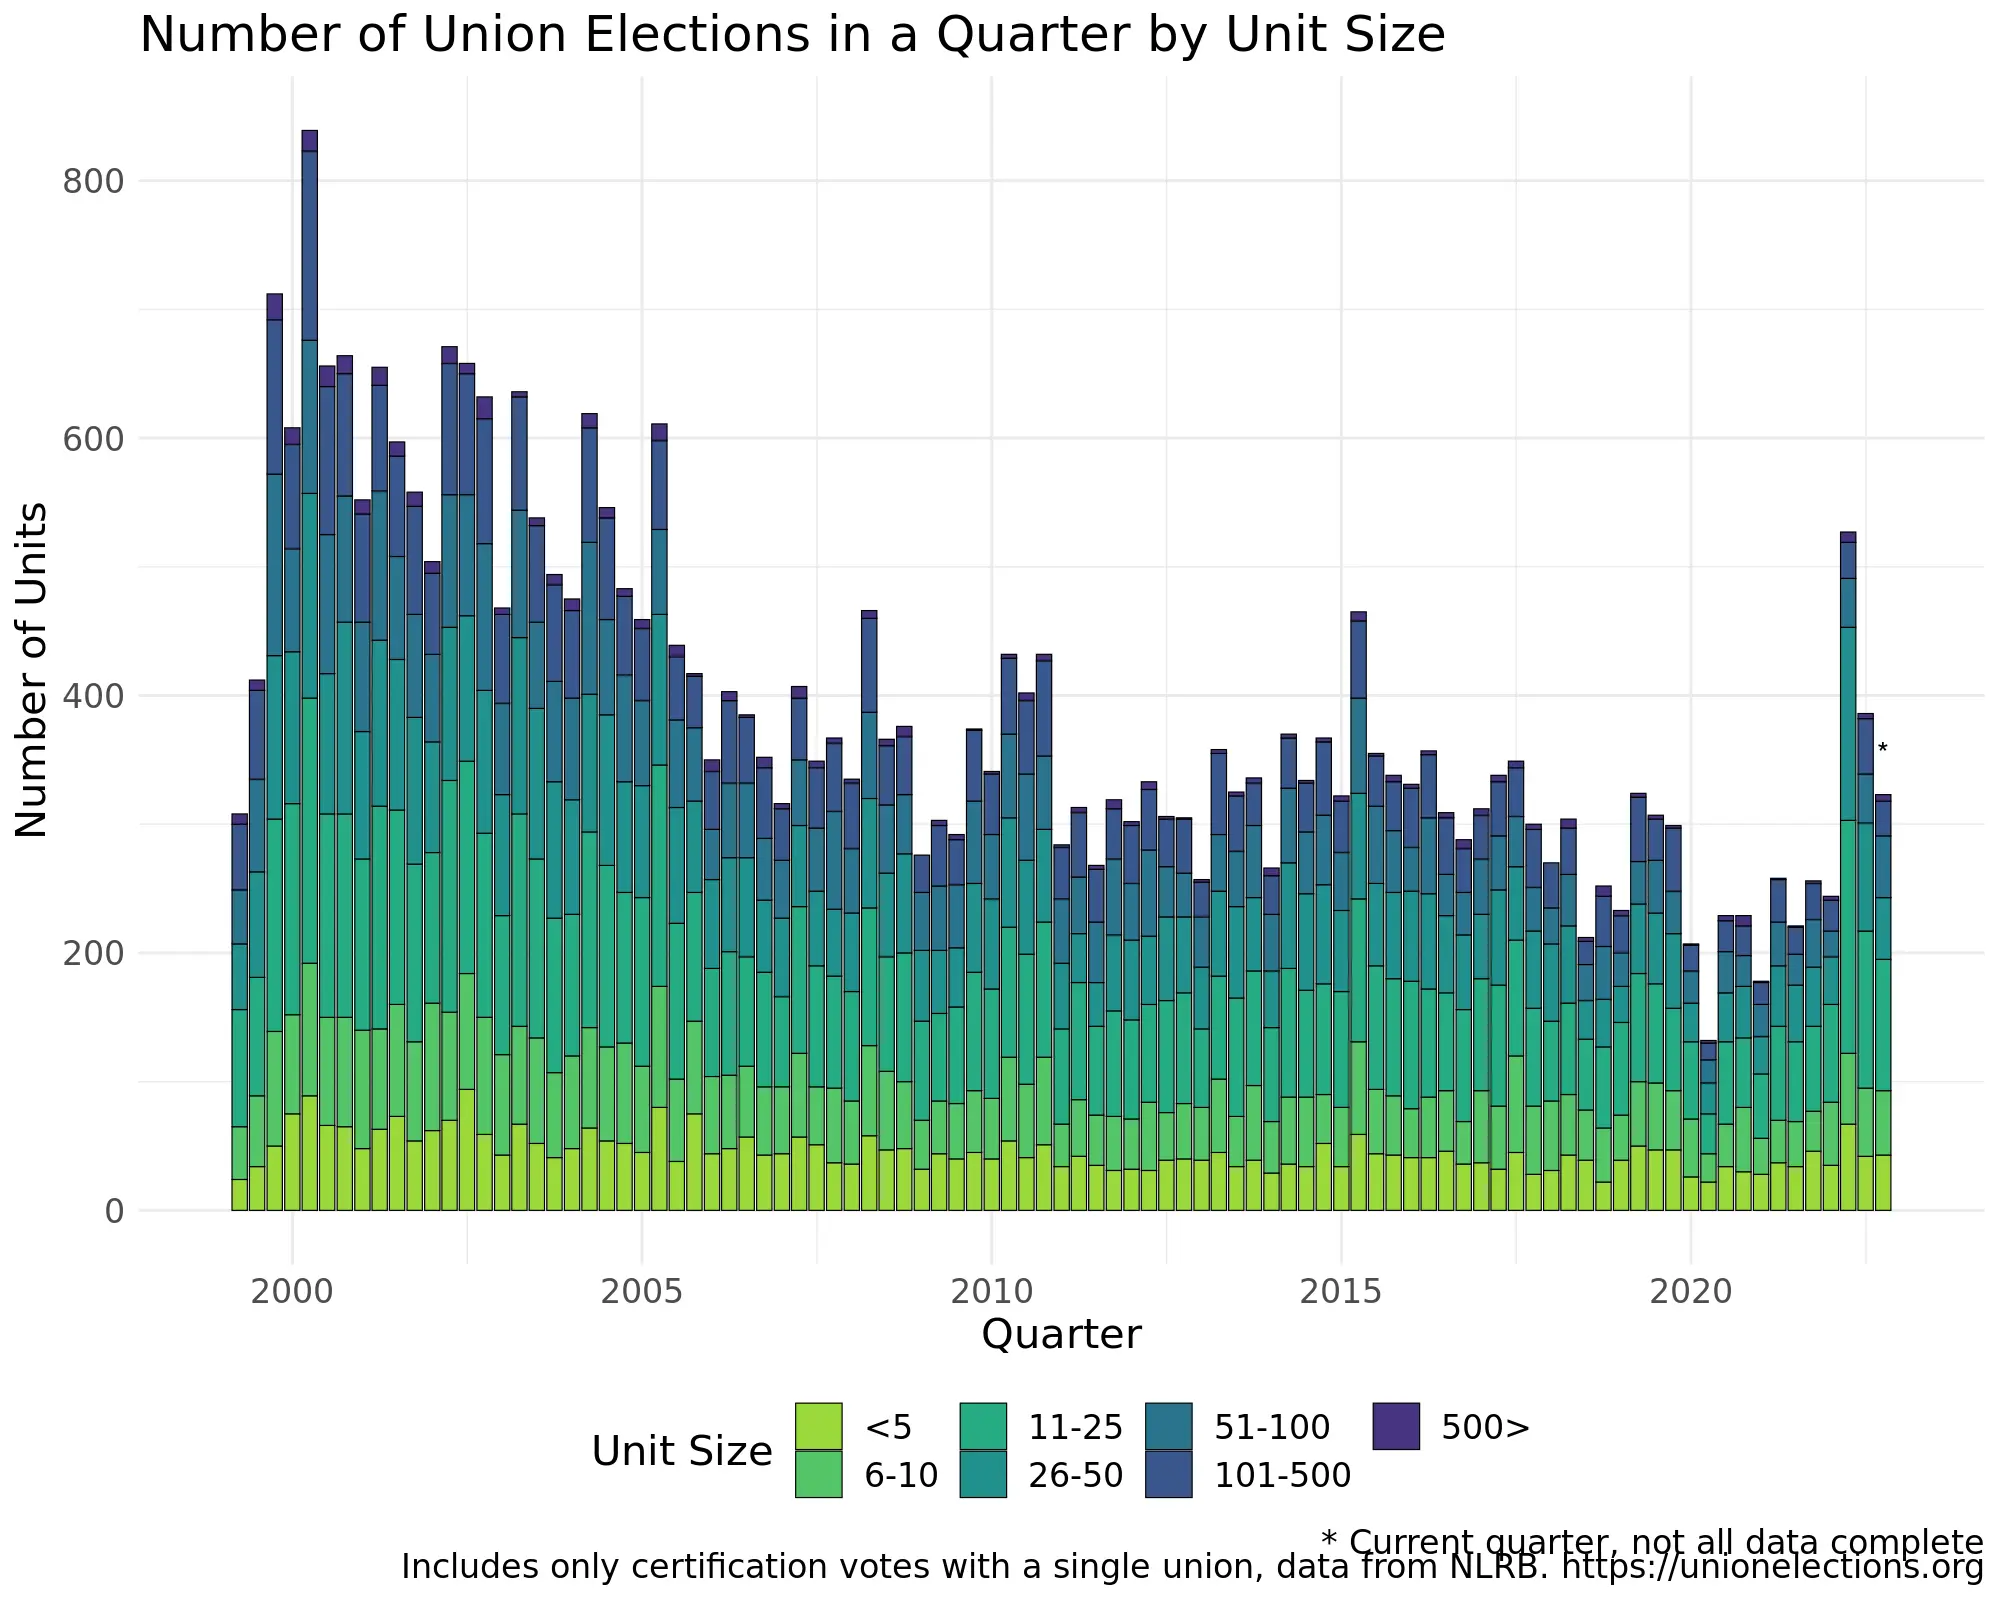 Number of Union Elections in a Quarter by Unit Size
Number of Units
800
600
400
200
0
*
2000 2005 2010 2015 2020
Quarter
Unit Size
<5 11-25 51-100 500>
6-10 26-50 101-500
* Current quarter, not all data complete
Includes only certification votes with a single union, data from NLRB. https://unionelections.org